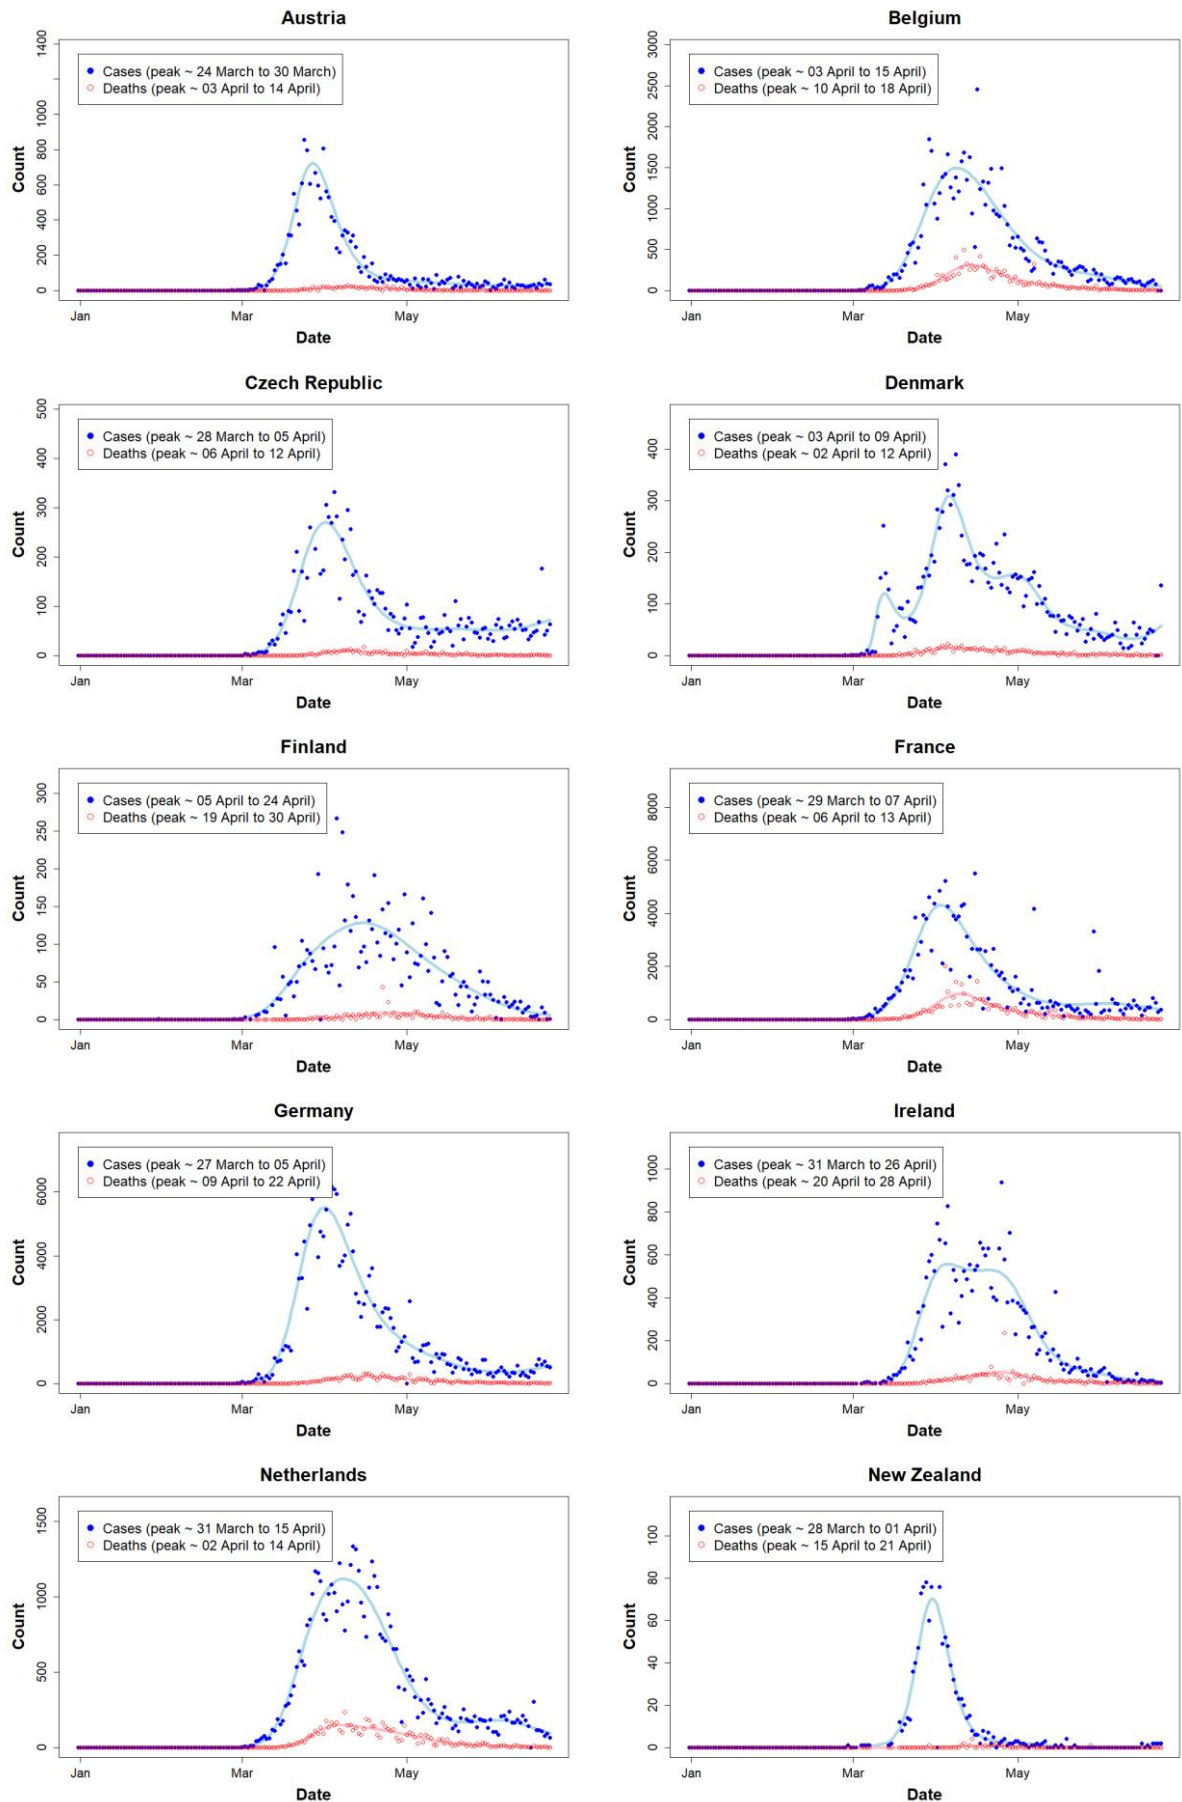 Austria
Count
1400
1000
800
600
400
200
0
Cases (peak ~ 24 March to 30 March)
Deaths (peak ~ 03 April to 14 April)
Jan Mar May
Date
Belgium
Count
3000
2500
2000
1500
1000
500
0
Cases (peak ~ 03 April to 15 April)
Deaths (peak ~ 10 April to 18 April)
Jan Mar May
Date
Czech Republic
Count
500
400
300
200
100
0
Cases (peak ~ 28 March to 05 April)
Deaths (peak ~ 06 April to 12 April)
Jan Mar May
Date
Denmark
Count
400
300
200
100
0
Cases (peak ~ 03 April to 09 April)
Deaths (peak ~ 02 April to 12 April)
Jan Mar May
Date
Finland
Count
300
250
200
150
100
50
0
Cases (peak ~ 05 April to 24 April)
Deaths (peak ~ 19 April to 30 April)
Jan Mar May
Date
France
Count
8000
6000
4000
2000
0
Cases (peak ~ 29 March to 07 April)
Deaths (peak ~ 06 April to 13 April)
Jan Mar May
Date
Germany
Count
6000
4000
2000
0
Cases (peak ~ 27 March to 05 April)
Deaths (peak ~ 09 April to 22 April)
Jan Mar May
Date
Ireland
Count
1000
800
600
400
200
0
Cases (peak ~ 31 March to 26 April)
Deaths (peak ~ 20 April to 28 April)
Jan Mar May
Date
Netherlands
Count
1500
1000
500
0
Cases (peak ~ 31 March to 15 April)
Deaths (peak ~ 02 April to 14 April)
Jan Mar May
Date
New Zealand
Count
100
80
60
40
20
0
Cases (peak ~ 28 March to 01 April)
Deaths (peak ~ 15 April to 21 April)
Jan Mar May
Date